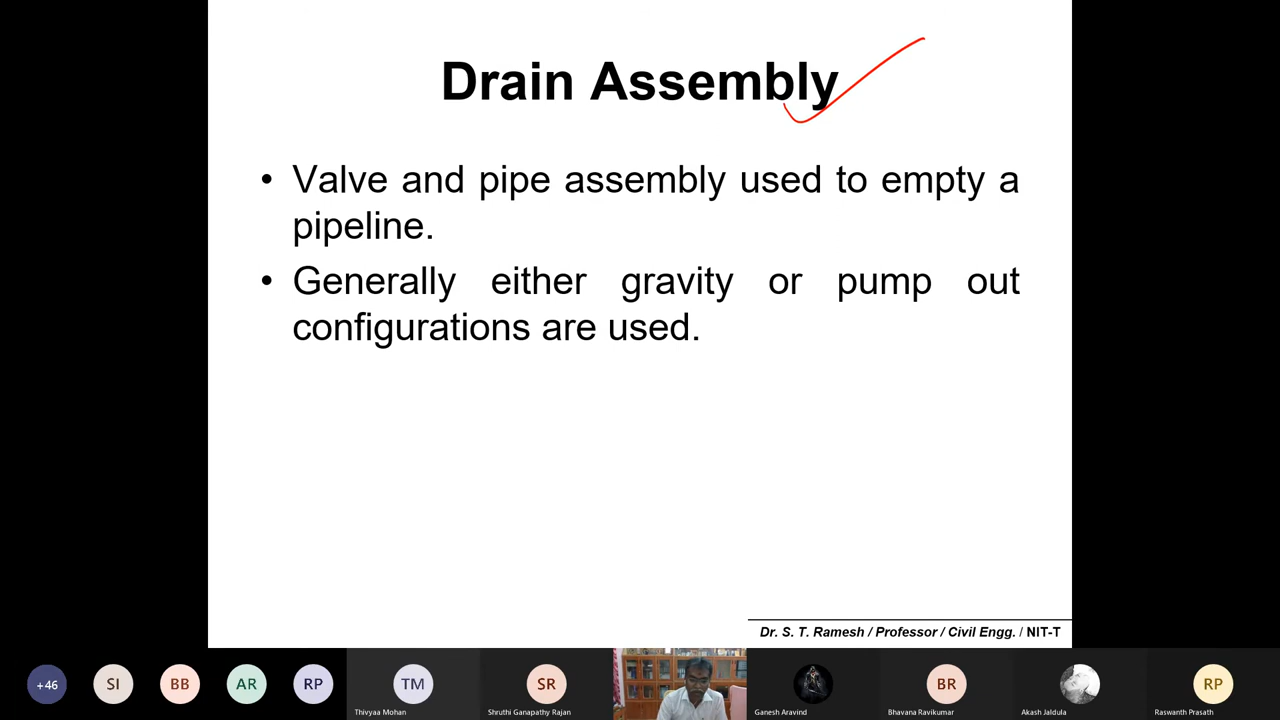 Drain Assembly
• Valve and pipe assembly used to empty a
pipeline.
• Generally either gravity or pump out
configurations are used.
Dr. S. T. Ramesh / Professor / Civil Engg. / NIT-T
+46 SI BB AR RP TM SR BR RP
Thivyaa Mohan Shruthi Ganapathy Rajan Ganesh Aravind Bhavana Ravikumar Akash Jaldula Raswanth Prasath